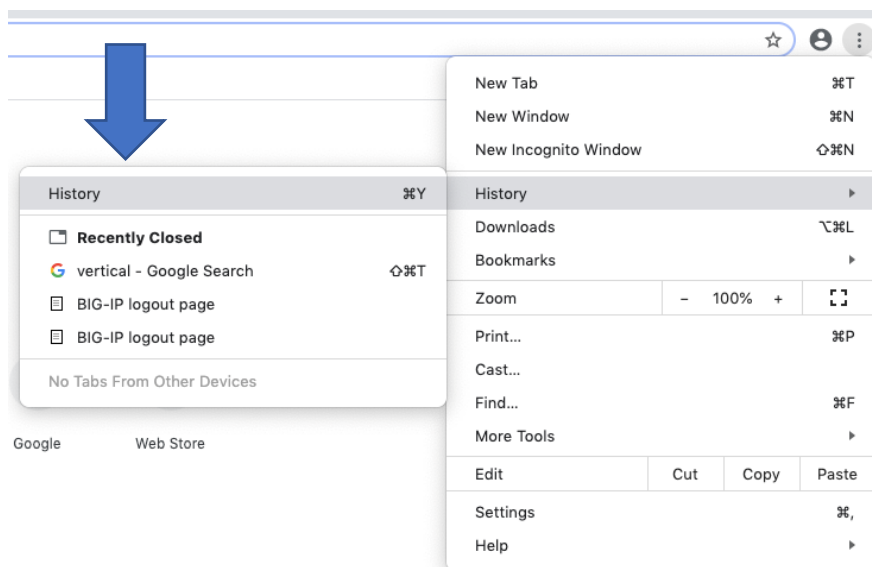 New Tab ⌘T
New Window ⌘N
New Incognito Window ⇧⌘N
History
Downloads ⌥⌘L
Bookmarks
Zoom - 100% +
Print... ⌘P
Cast...
Find... ⌘F
More Tools
Edit Cut Copy Paste
Settings ⌘,
Help
History ⌘Y
Recently Closed
vertical - Google Search ⇧⌘T
BIG-IP logout page
BIG-IP logout page
No Tabs From Other Devices
Google Web Store